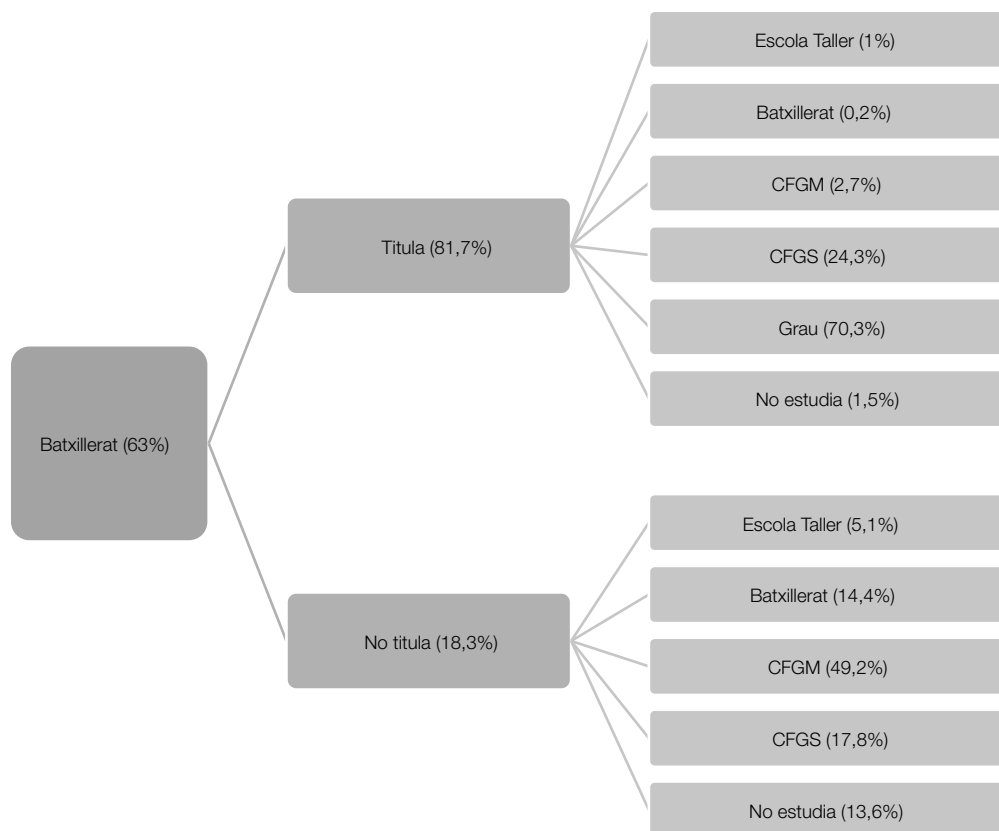 Batxillerat (63%)
Titula (81,7%)
Escola Taller (1%)
Batxillerat (0,2%)
CFGM (2,7%)
CFGS (24,3%)
Grau (70,3%)
No estudia (1,5%)
No titula (18,3%)
Escola Taller (5,1%)
Batxillerat (14,4%)
CFGM (49,2%)
CFGS (17,8%)
No estudia (13,6%)